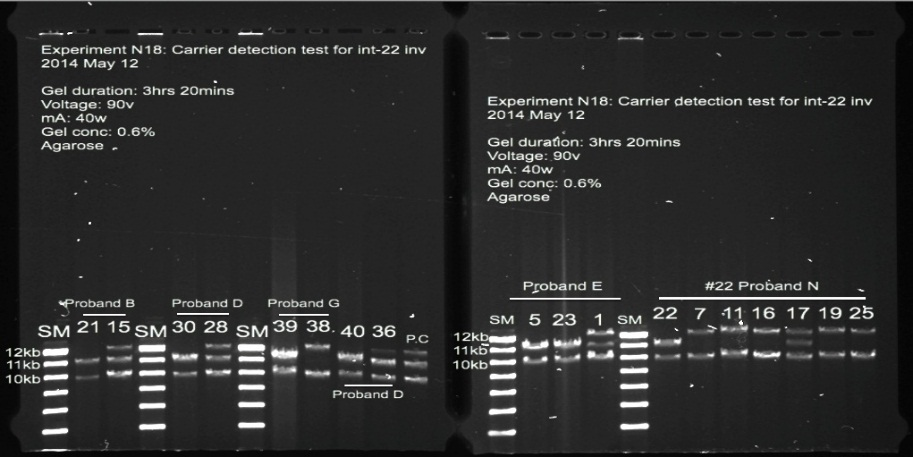 Experiment N18: Carrier detection test for int-22 inv
2014 May 12
Gel duration: 3hrs 20mins
Voltage: 90v
mA: 40w
Gel conc: 0.6%
Agarose
Proband B
Proband D
Proband G
SM 21 15 SM 30 28 SM 39 38 40 36 P.C
12kb
11kb
10kb
Proband D
Experiment N18: Carrier detection test for int-22 inv
2014 May 12
Gel duration: 3hrs 20mins
Voltage: 90v
mA: 40w
Gel conc: 0.6%
Agarose
Proband E
#22 Proband N
SM 5 23 1 SM 22 7 11 16 17 19 25
12kb
11kb
10kb